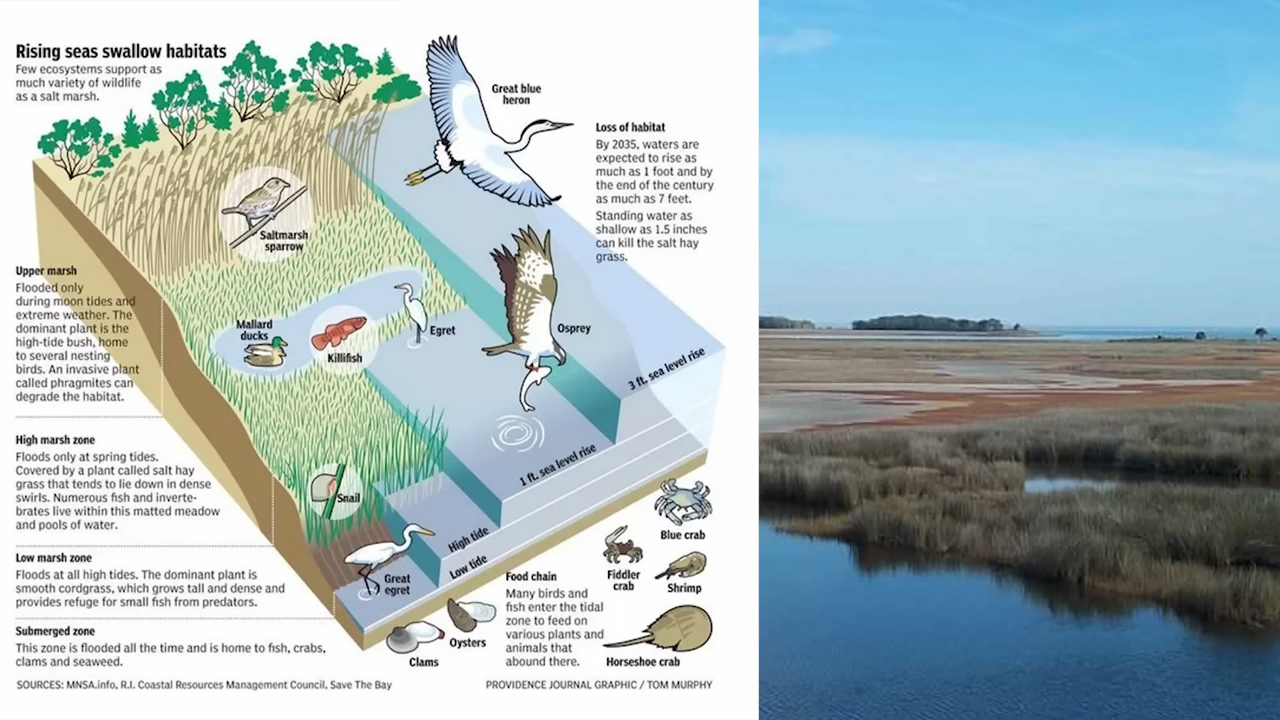 Rising seas swallow habitats
Few ecosystems support as
much variety of wildlife
as a salt marsh.
Great blue
heron
Loss of habitat
By 2035, waters are
expected to rise as
much as 1 foot and by
the end of the century
as much as 7 feet.
Standing water as
shallow as 1.5 inches
can kill the salt hay
grass.
Saltmarsh
sparrow
Upper marsh
Flooded only
during moon tides and
extreme weather. The
dominant plant is the
high-tide bush, home
to several nesting
birds. An invasive plant
called phragmites can
degrade the habitat.
Mallard
ducks
Killifish
Egret
Osprey
3 ft. sea level rise
1 ft. sea level rise
High tide
Low tide
High marsh zone
Floods only at spring tides.
Covered by a plant called salt hay
grass that tends to lie down in dense
swirls. Numerous fish and inverte-
brates live within this matted meadow
and pools of water.
Snail
Low marsh zone
Floods at all high tides. The dominant plant is
smooth cordgrass, which grows tall and dense and
provides refuge for small fish from predators.
Great
egret
Submerged zone
This zone is flooded all the time and is home to fish, crabs,
clams and seaweed.
Food chain
Many birds and
fish enter the tidal
zone to feed on
various plants and
animals that
abound there.
Blue crab
Fiddler
crab
Shrimp
Oysters
Clams
Horseshoe crab
SOURCES: MNSA.info, R.I. Coastal Resources Management Council, Save The Bay
PROVIDENCE JOURNAL GRAPHIC / TOM MURPHY